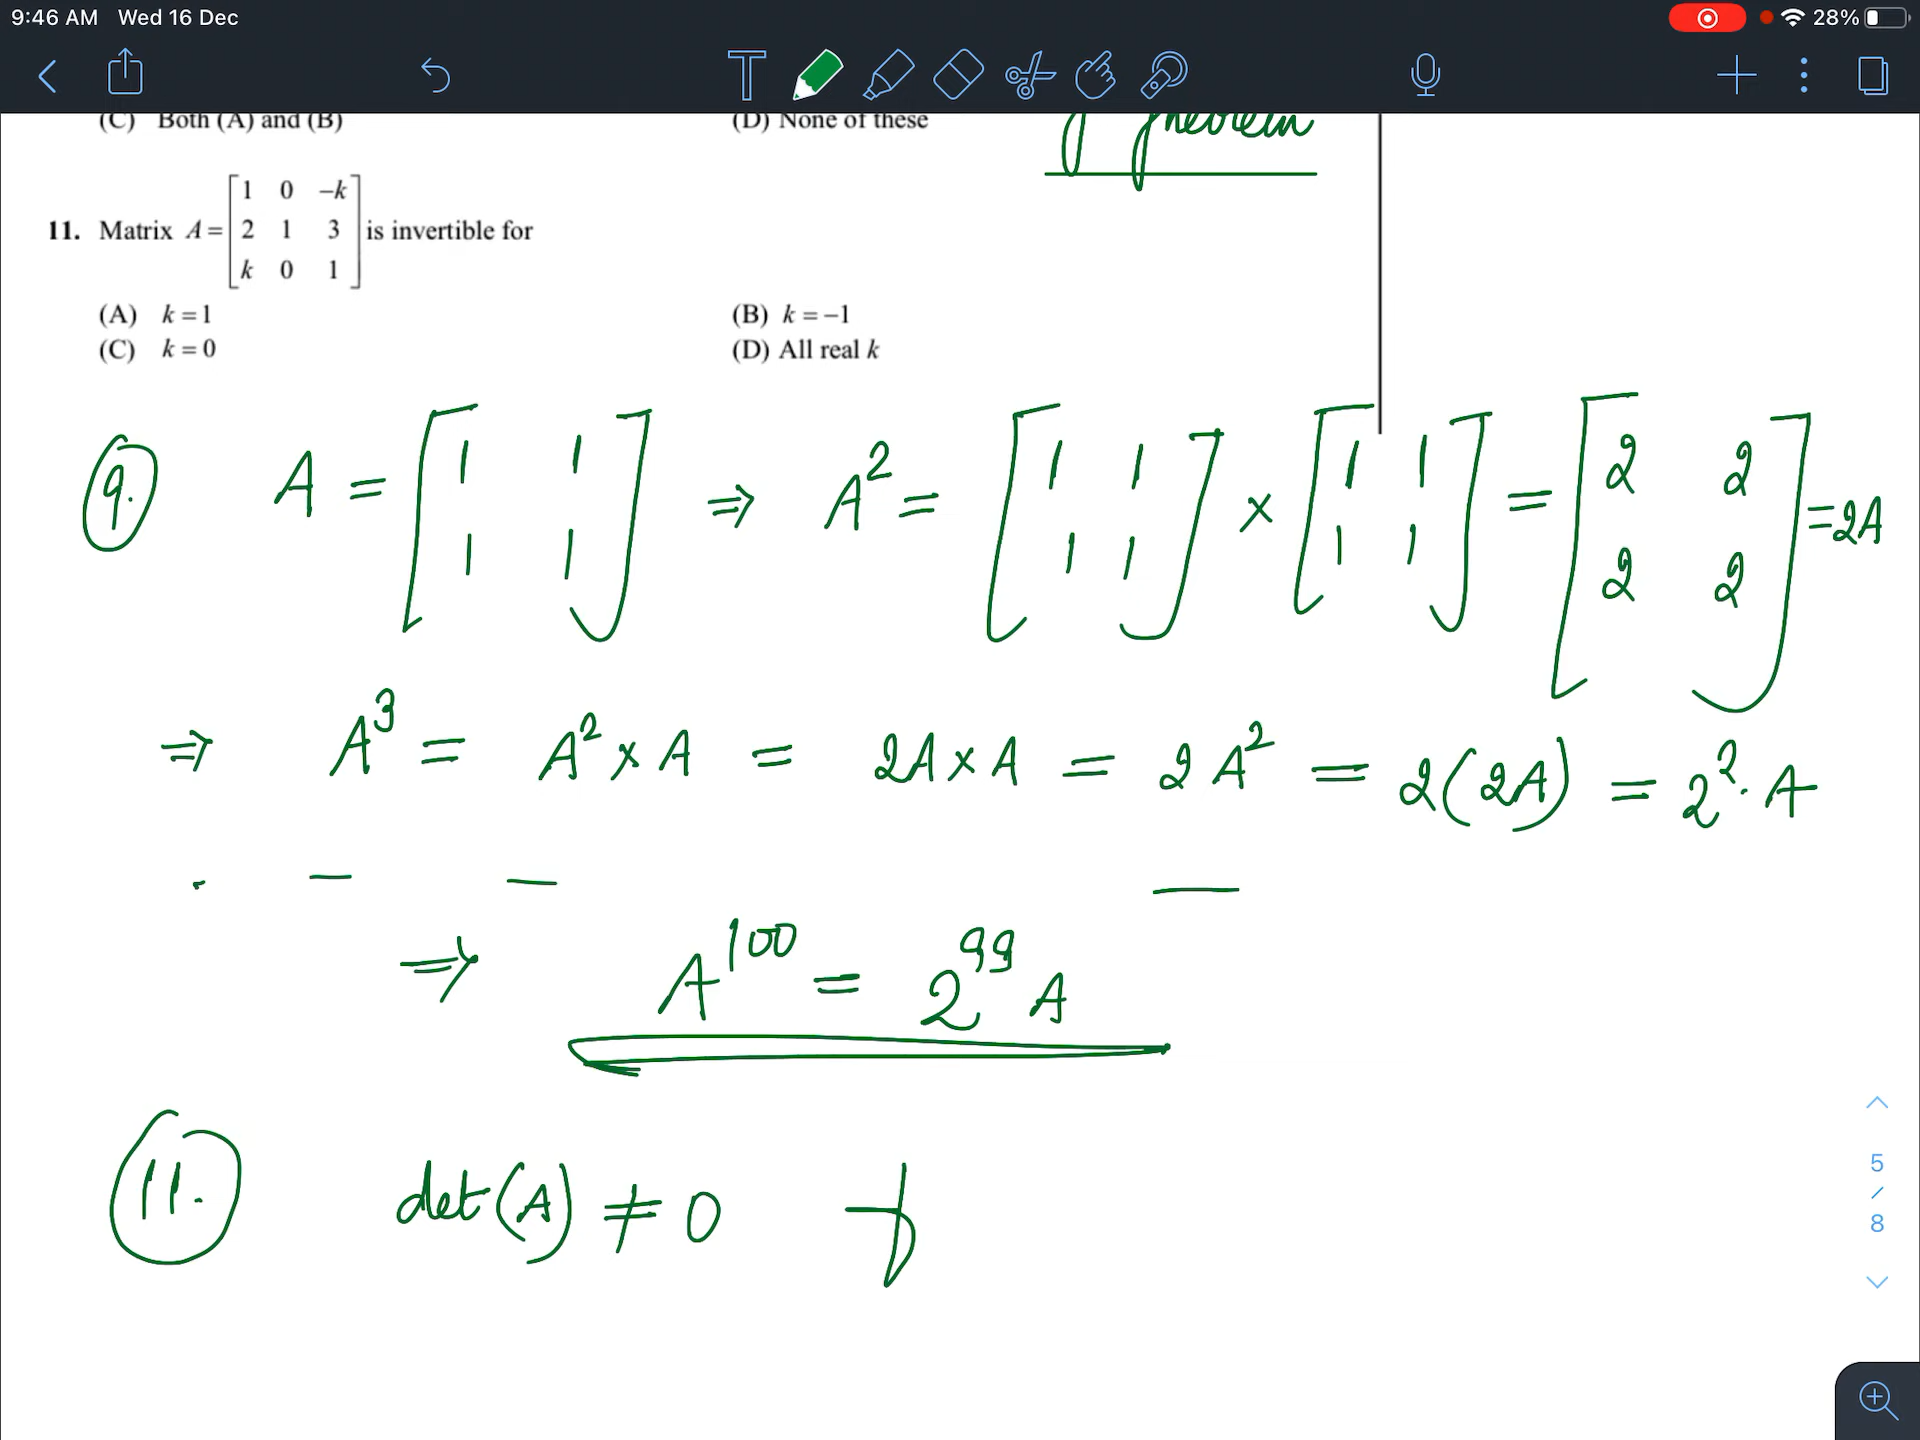 9:46 AM Wed 16 Dec 28%
T
(C) Both (A) and (B) (D) None of these
Theorem
11. Matrix A = [1 0 -k; 2 1 3; k 0 1] is invertible for
(A) k = 1 (B) k = -1
(C) k = 0 (D) All real k
9. A = [1 1; 1 1] ⇒ A² = [1 1; 1 1] × [1 1; 1 1] = [2 2; 2 2] = 2A
⇒ A³ = A² × A = 2A × A = 2A² = 2(2A) = 2². A
. — — —
⇒ A¹⁰⁰ = 2⁹⁹ A
11. det(A) ≠ 0
5
/
8